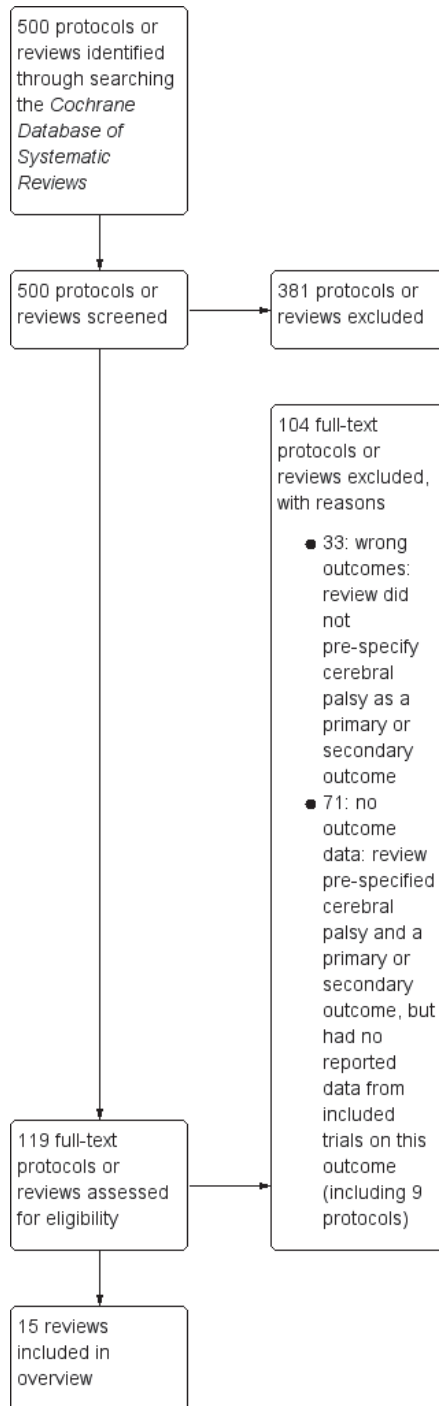 500 protocols or
reviews identified
through searching
the Cochrane
Database of
Systematic
Reviews
500 protocols or
reviews screened
381 protocols or
reviews excluded
104 full-text
protocols or
reviews excluded,
with reasons
● 33: wrong
outcomes:
review did
not
pre-specify
cerebral
palsy as a
primary or
secondary
outcome
● 71: no
outcome
data: review
pre-specified
cerebral
palsy and a
primary or
secondary
outcome, but
had no
reported
data from
included
trials on this
outcome
(including 9
protocols)
119 full-text
protocols or
reviews assessed
for eligibility
15 reviews
included in
overview